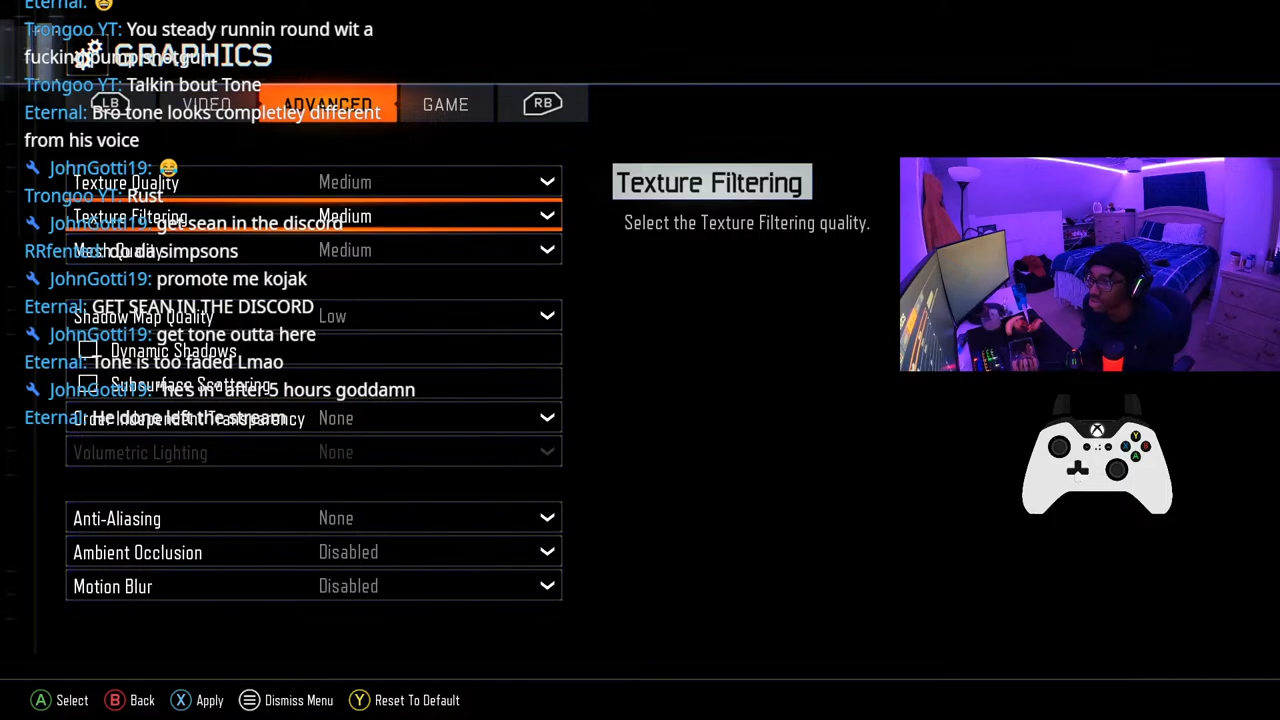 Eternal: 😂
Trongoo YT: You steady runnin round wit a
fucking pump shotgun
GRAPHICS
Trongoo YT: Talkin bout Tone
LB
VIDEO
ADVANCED
GAME
RB
Eternal: Bro tone looks completley different
from his voice
JohnGotti19: 😂
Texture Quality Medium
Trongoo YT: Rust
Texture Filtering Medium
JohnGotti19: get sean in the discord
RRfented: do da simpsons
Mesh Quality Medium
JohnGotti19: promote me kojak
Eternal: GET SEAN IN THE DISCORD
Shadow Map Quality Low
JohnGotti19: get tone outta here
Dynamic Shadows
Eternal: Tone is too faded Lmao
Subsurface Scattering
JohnGotti19: "he's in" after 5 hours goddamn
Eternal: He done left the stream
Order Independent Transparency None
Volumetric Lighting None
Anti-Aliasing None
Ambient Occlusion Disabled
Motion Blur Disabled
Texture Filtering
Select the Texture Filtering quality.
Y
X
B
A
A Select B Back X Apply Dismiss Menu Y Reset To Default